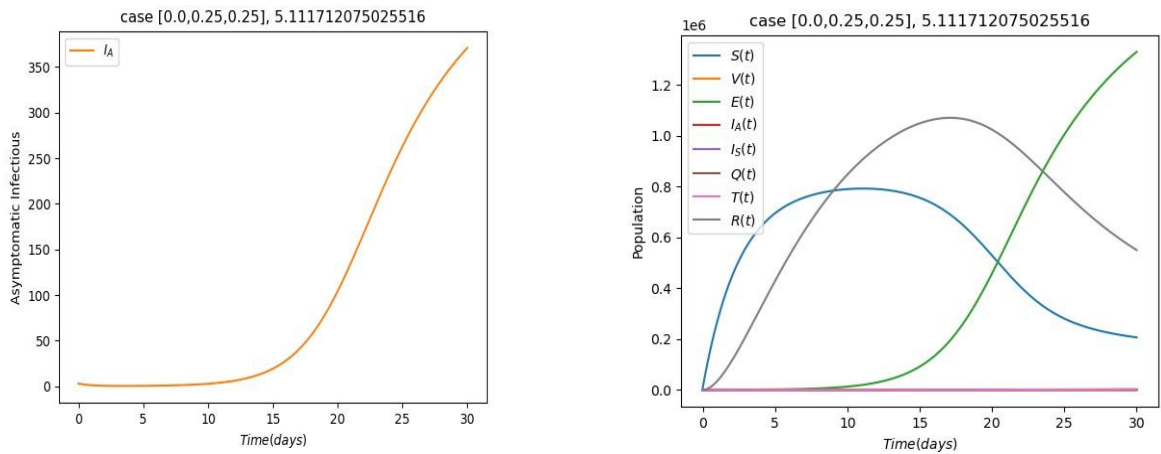 case [0.0,0.25,0.25], 5.111712075025516
I_A
350
300
250
200
150
100
50
0
Asymptomatic Infectious
0 5 10 15 20 25 30
Time(days)
case [0.0,0.25,0.25], 5.111712075025516
1e6
S(t)
V(t)
E(t)
I_A(t)
I_S(t)
Q(t)
T(t)
R(t)
1.2
1.0
0.8
0.6
0.4
0.2
0.0
Population
0 5 10 15 20 25 30
Time(days)